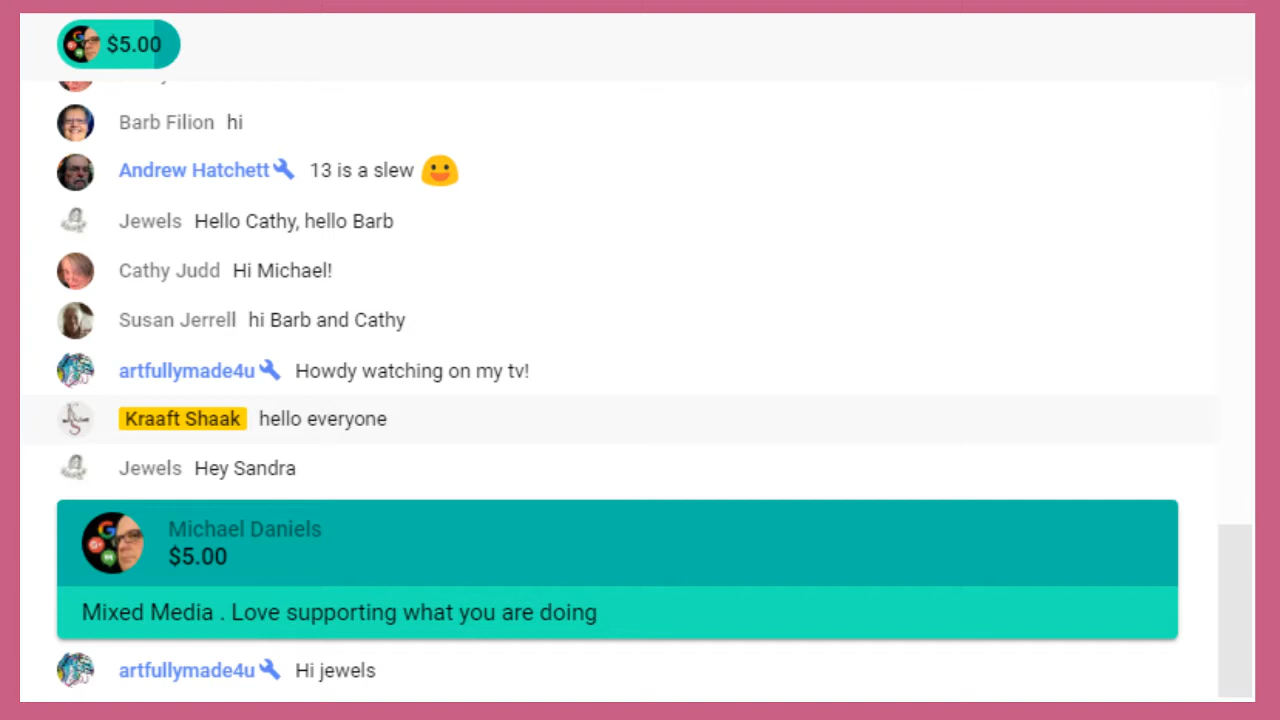 $5.00
Barb Filion hi
Andrew Hatchett 13 is a slew
Jewels Hello Cathy, hello Barb
Cathy Judd Hi Michael!
Susan Jerrell hi Barb and Cathy
artfullymade4u Howdy watching on my tv!
Kraaft Shaak hello everyone
Jewels Hey Sandra
Michael Daniels
$5.00
Mixed Media . Love supporting what you are doing
artfullymade4u Hi jewels